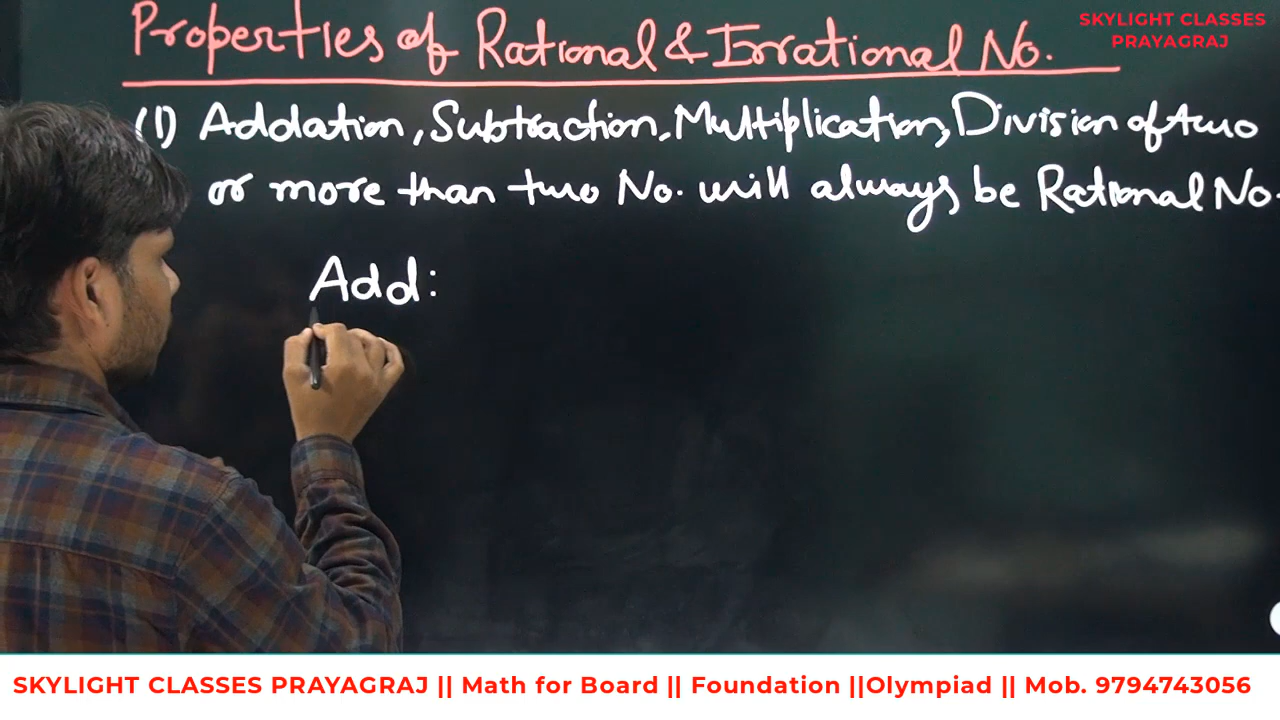 Properties of Rational & Irrational No.
SKYLIGHT CLASSES
PRAYAGRAJ
(1) Addation, Subtraction, Multiplication, Division of two
or more than two No. will always be Rational No.
Add:
SKYLIGHT CLASSES PRAYAGRAJ || Math for Board || Foundation ||Olympiad || Mob. 9794743056